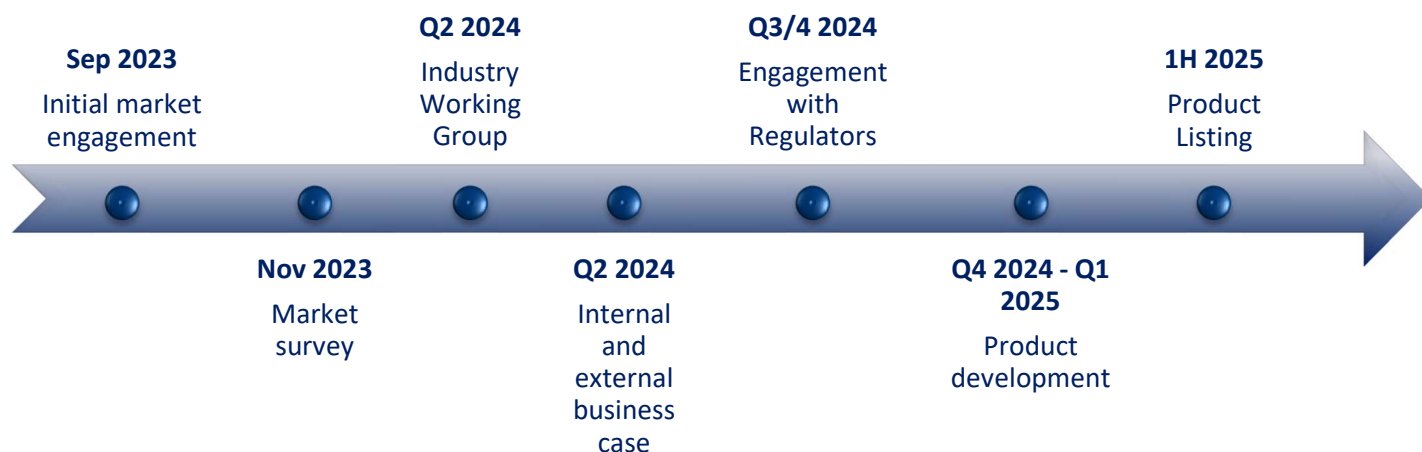 Sep 2023
Initial market
engagement
Nov 2023
Market
survey
Q2 2024
Industry
Working
Group
Q2 2024
Internal
and
external
business
case
Q3/4 2024
Engagement
with
Regulators
Q4 2024 - Q1
2025
Product
development
1H 2025
Product
Listing